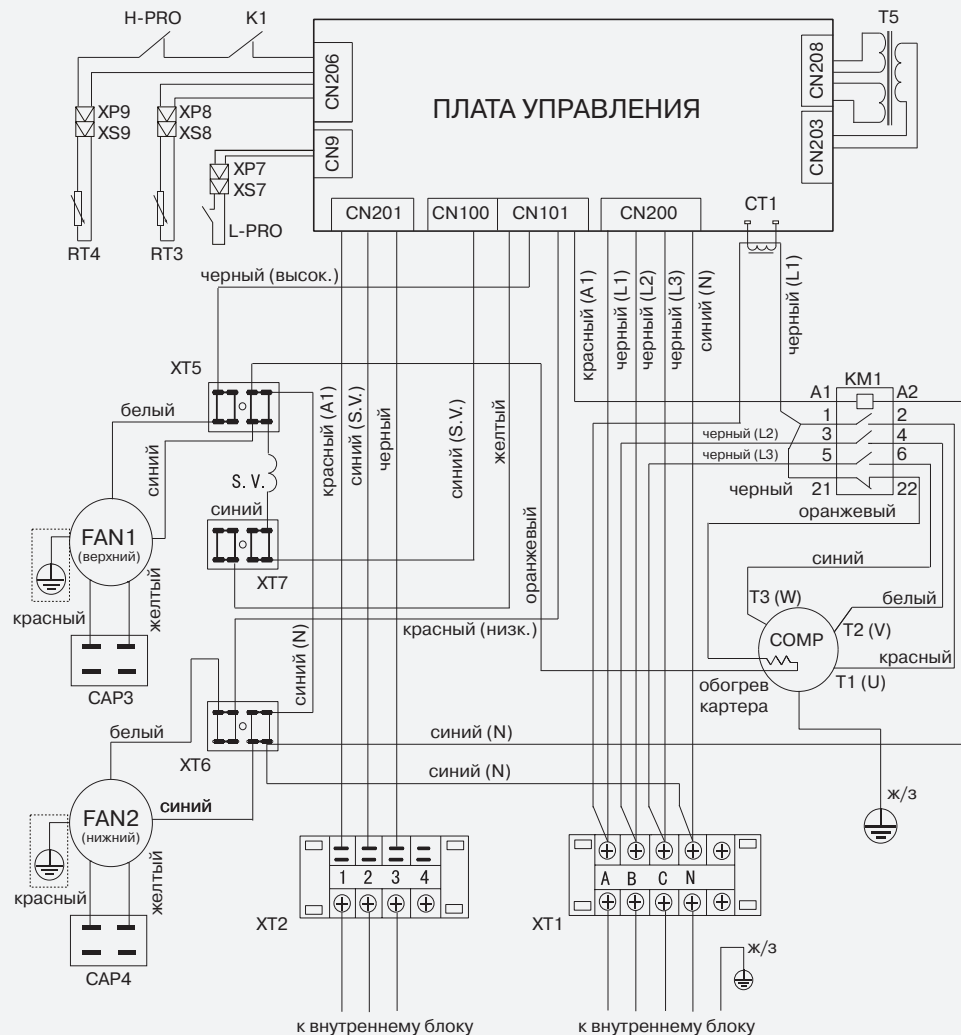 H-PRO
K1
T5
CN206
CN208
ПЛАТА УПРАВЛЕНИЯ
XP9
XS9
XP8
XS8
CN9
CN203
XP7
XS7
RT4
RT3
L-PRO
CN201
CN100
CN101
CN200
CT1
черный (высок.)
красный (A1)
черный (L1)
черный (L2)
черный (L3)
синий (N)
черный (L1)
XT5
белый
синий
S.V.
красный (A1)
синий (S.V.)
черный
синий (S.V.)
желтый
KM1
A1
A2
1
2
черный (L2)
3
4
черный (L3)
5
6
черный
21
22
оранжевый
синий
FAN1
(верхний)
XT7
оранжевый
синий
красный
желтый
красный (низк.)
синий (N)
T3 (W)
белый
COMP
T2 (V)
красный
T1 (U)
обогрев
картера
CAP3
белый
XT6
синий (N)
синий (N)
синий
FAN2
(нижний)
ж/з
красный
желтый
1 2 3 4
A B C N
XT2
XT1
CAP4
ж/з
к внутреннему блоку
к внутреннему блоку